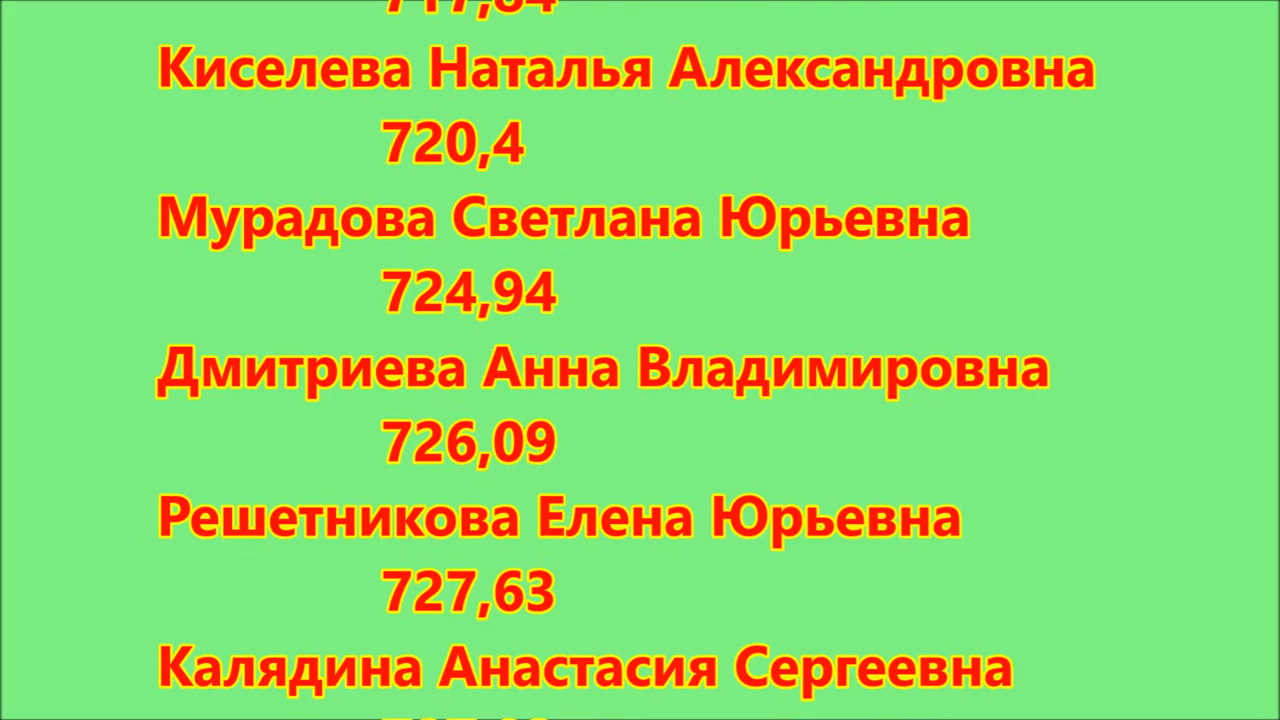 Киселева Наталья Александровна
720,4
Мурадова Светлана Юрьевна
724,94
Дмитриева Анна Владимировна
726,09
Решетникова Елена Юрьевна
727,63
Калядина Анастасия Сергеевна